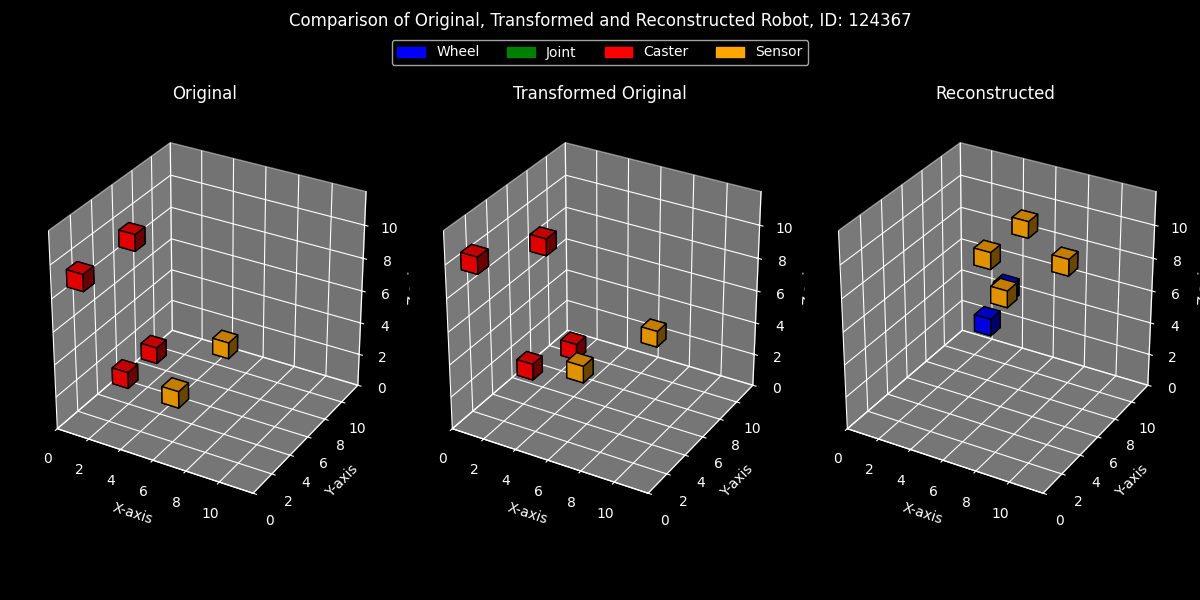 Comparison of Original, Transformed and Reconstructed Robot, ID: 124367
Wheel Joint Caster Sensor
Original Transformed Original Reconstructed
10 10 10
8 8 8
6 6 6
4 4 4
2 2 2
0 0 0
10 10 10
8 8 8
6 6 6
4 4 4
2 2 2
0 0 0
0 2 4 6 8 10 0 2 4 6 8 10 0 2 4 6 8 10
X-axis Y-axis X-axis Y-axis X-axis Y-axis